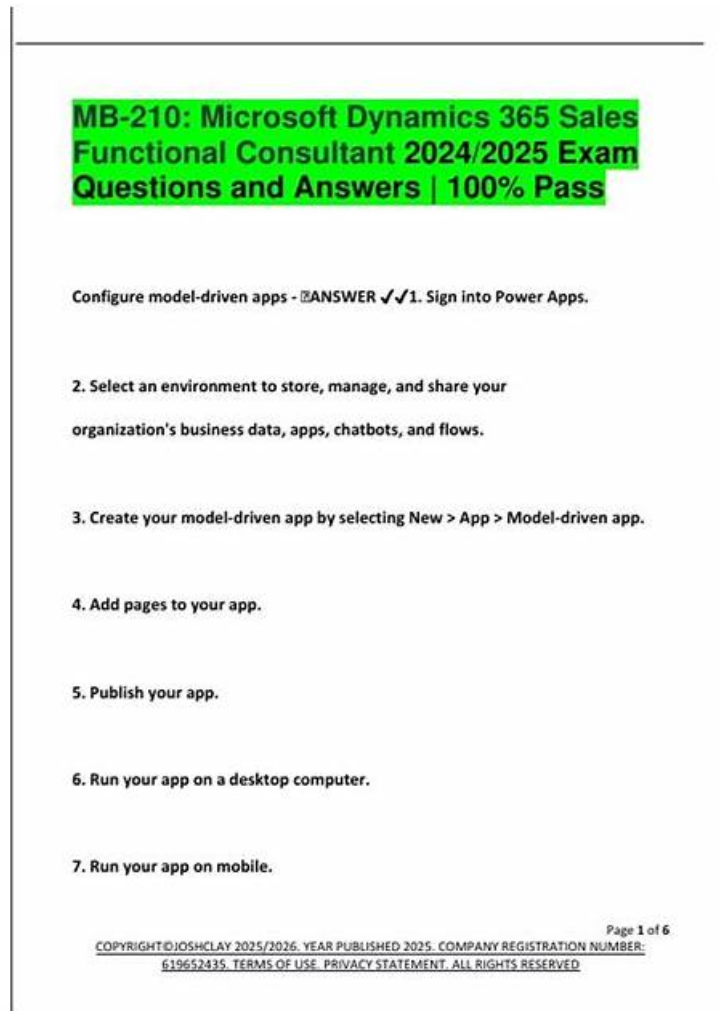 MB-210: Microsoft Dynamics 365 Sales
Functional Consultant 2024/2025 Exam
Questions and Answers | 100% Pass
Configure model-driven apps - ⍰ANSWER ✓✓1. Sign into Power Apps.
2. Select an environment to store, manage, and share your
organization's business data, apps, chatbots, and flows.
3. Create your model-driven app by selecting New > App > Model-driven app.
4. Add pages to your app.
5. Publish your app.
6. Run your app on a desktop computer.
7. Run your app on mobile.
Page 1 of 6
COPYRIGHT©JOSHCLAY 2025/2026. YEAR PUBLISHED 2025. COMPANY REGISTRATION NUMBER:
619652435. TERMS OF USE. PRIVACY STATEMENT. ALL RIGHTS RESERVED